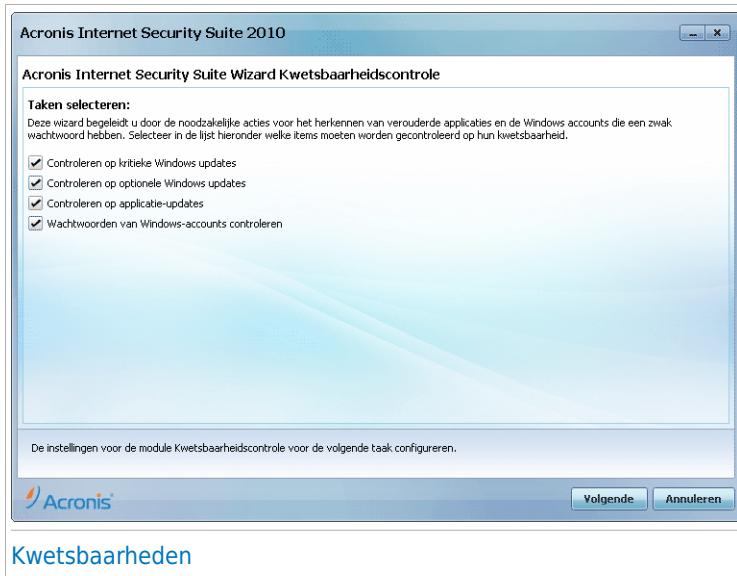 Acronis Internet Security Suite 2010
Acronis Internet Security Suite Wizard Kwetsbaarheidscontrole
Taken selecteren:
Deze wizard begeleidt u door de noodzakelijke acties voor het herkennen van verouderde applicaties en de Windows accounts die een zwak
wachtwoord hebben. Selecteer in de lijst hieronder welke items moeten worden gecontroleerd op hun kwetsbaarheid.
Controleren op kritieke Windows updates
Controleren op optionele Windows updates
Controleren op applicatie-updates
Wachtwoorden van Windows-accounts controleren
De instellingen voor de module Kwetsbaarheidscontrole voor de volgende taak configureren.
Acronis
Volgende
Annuleren
Kwetsbaarheden